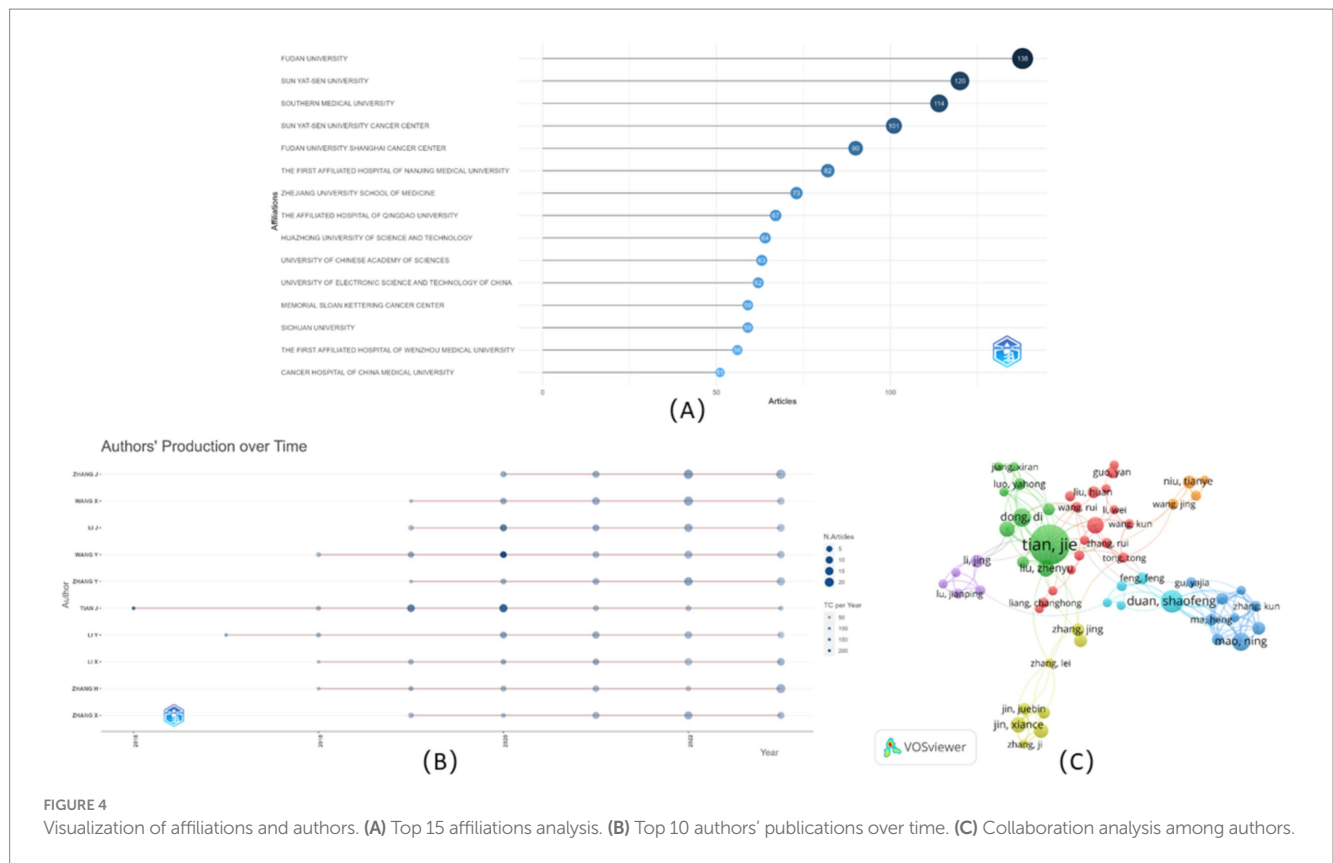 FUDAN UNIVERSITY
138
SUN YAT-SEN UNIVERSITY
120
SOUTHERN MEDICAL UNIVERSITY
114
SUN YAT-SEN UNIVERSITY CANCER CENTER
101
FUDAN UNIVERSITY SHANGHAI CANCER CENTER
90
THE FIRST AFFILIATED HOSPITAL OF NANJING MEDICAL UNIVERSITY
82
ZHEJIANG UNIVERSITY SCHOOL OF MEDICINE
73
THE AFFILIATED HOSPITAL OF QINGDAO UNIVERSITY
67
HUAZHONG UNIVERSITY OF SCIENCE AND TECHNOLOGY
64
UNIVERSITY OF CHINESE ACADEMY OF SCIENCES
63
UNIVERSITY OF ELECTRONIC SCIENCE AND TECHNOLOGY OF CHINA
62
MEMORIAL SLOAN KETTERING CANCER CENTER
59
SICHUAN UNIVERSITY
59
THE FIRST AFFILIATED HOSPITAL OF WENZHOU MEDICAL UNIVERSITY
56
CANCER HOSPITAL OF CHINA MEDICAL UNIVERSITY
51
Affiliations
0
50
100
Articles
(A)
Authors' Production over Time
ZHANG J
WANG X
LI J
WANG Y
ZHANG Y
TIAN J
LI Y
LI X
ZHANG X
Author
2018
2020
2022
Year
N.Articles
5
10
15
20
TC per Year
50
100
150
200
(B)
jiang, xiran
guo, yan
luo, yahong
liu, huan
niu, tianye
wang, rui
li, wei
wang, jing
dong, di
wang, kun
tian, jie
zhang, rui
li, jing
liu, zhenyu
tong, tong
feng, feng
gu, yajia
lu, jianping
liang, changhong
duan, shaofeng
zhang, kun
ma, heng
zhang, jing
mao, ning
zhang, lei
jin, juebin
jin, xiance
zhang, ji
VOSviewer
(C)
FIGURE 4
Visualization of affiliations and authors. (A) Top 15 affiliations analysis. (B) Top 10 authors' publications over time. (C) Collaboration analysis among authors.